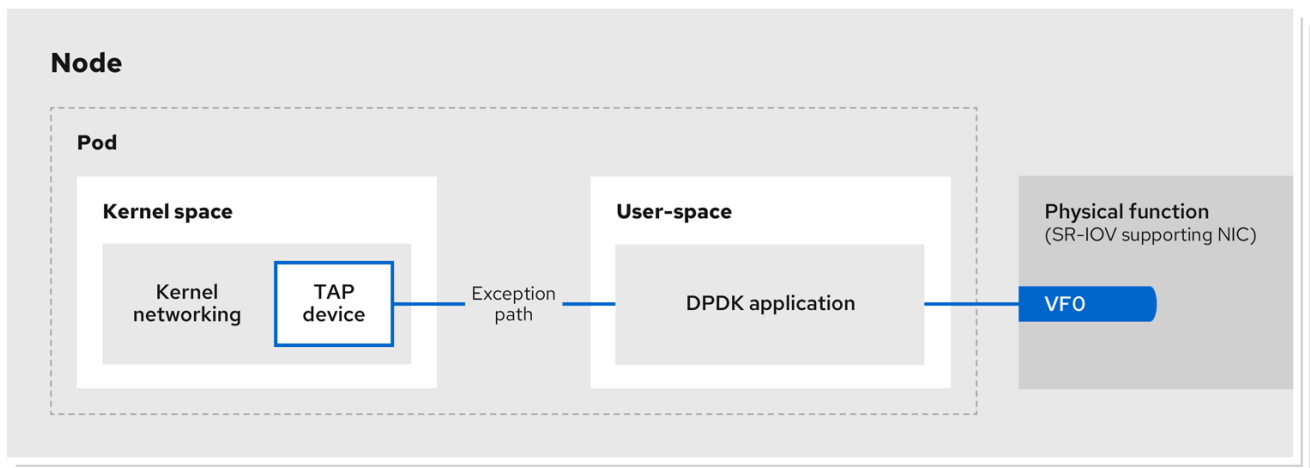 Node
Pod
Kernel space
Kernel
networking
TAP
device
Exception
path
User-space
DPDK application
Physical function
(SR-IOV supporting NIC)
VF0